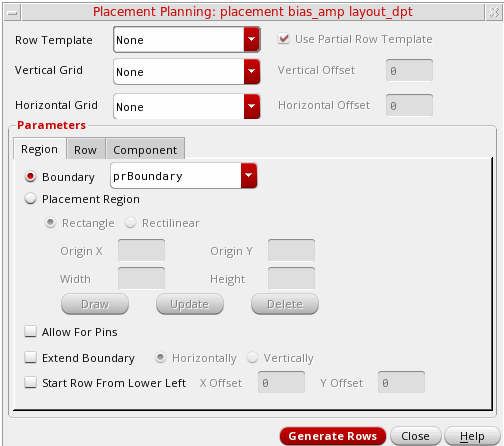 Placement Planning: placement bias_amp layout_dpt
Row Template None Use Partial Row Template
Vertical Grid None Vertical Offset 0
Horizontal Grid None Horizontal Offset 0
Parameters
Region Row Component
Boundary prBoundary
Placement Region
Rectangle Rectilinear
Origin X Origin Y
Width Height
Draw Update Delete
Allow For Pins
Extend Boundary Horizontally Vertically
Start Row From Lower Left X Offset 0 Y Offset 0
Generate Rows Close Help